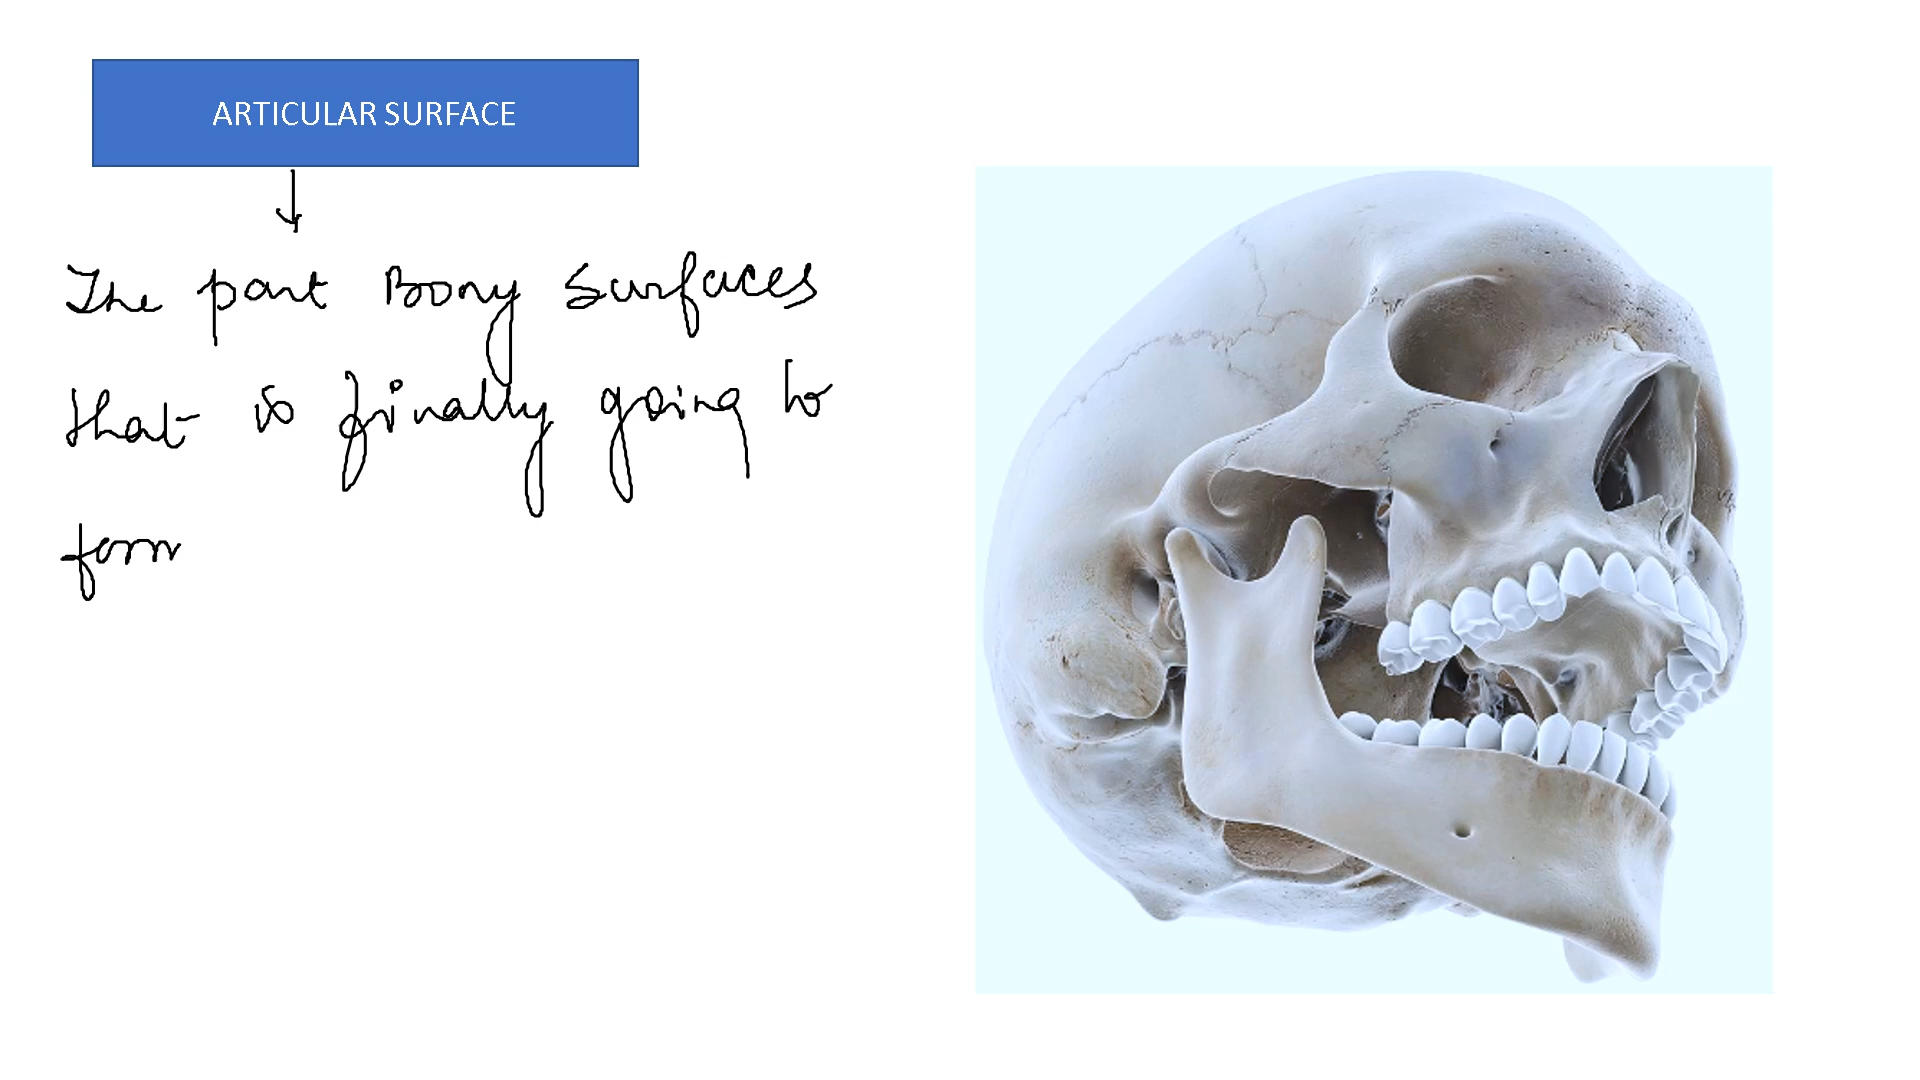 ARTICULAR SURFACE
The part Bony Surfaces
that is finally going to
form